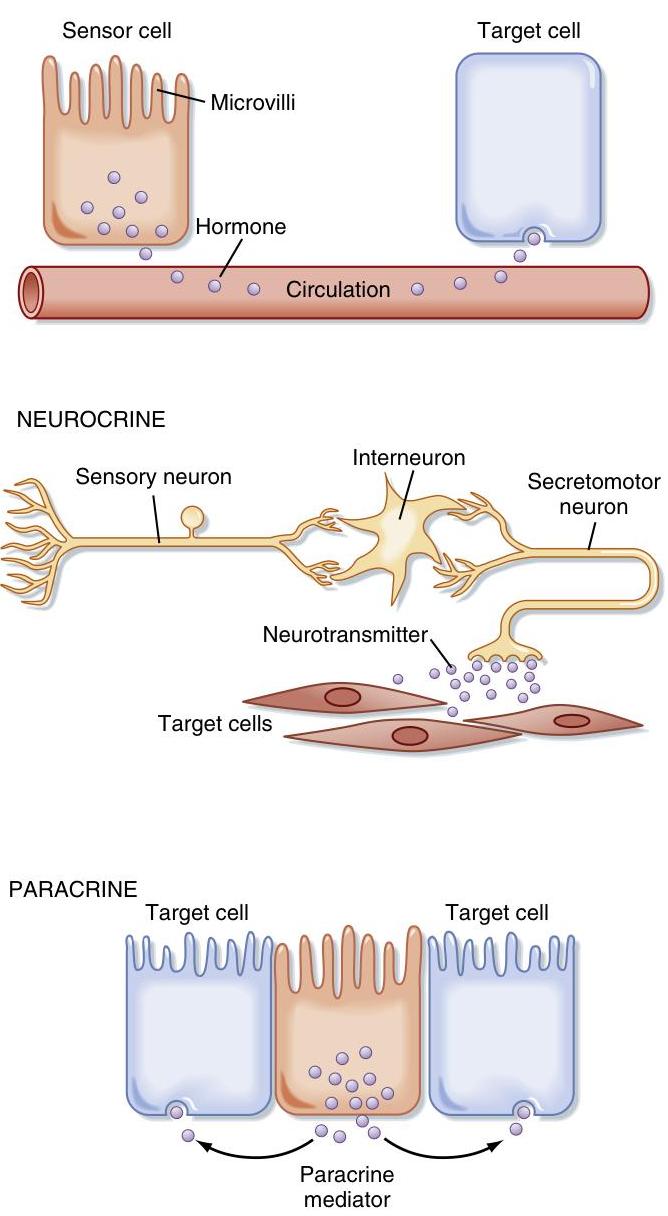 Sensor cell
Target cell
Microvilli
Hormone
Circulation
NEUROCRINE
Interneuron
Sensory neuron
Secretomotor
neuron
Neurotransmitter
Target cells
PARACRINE
Target cell
Target cell
Paracrine
mediator